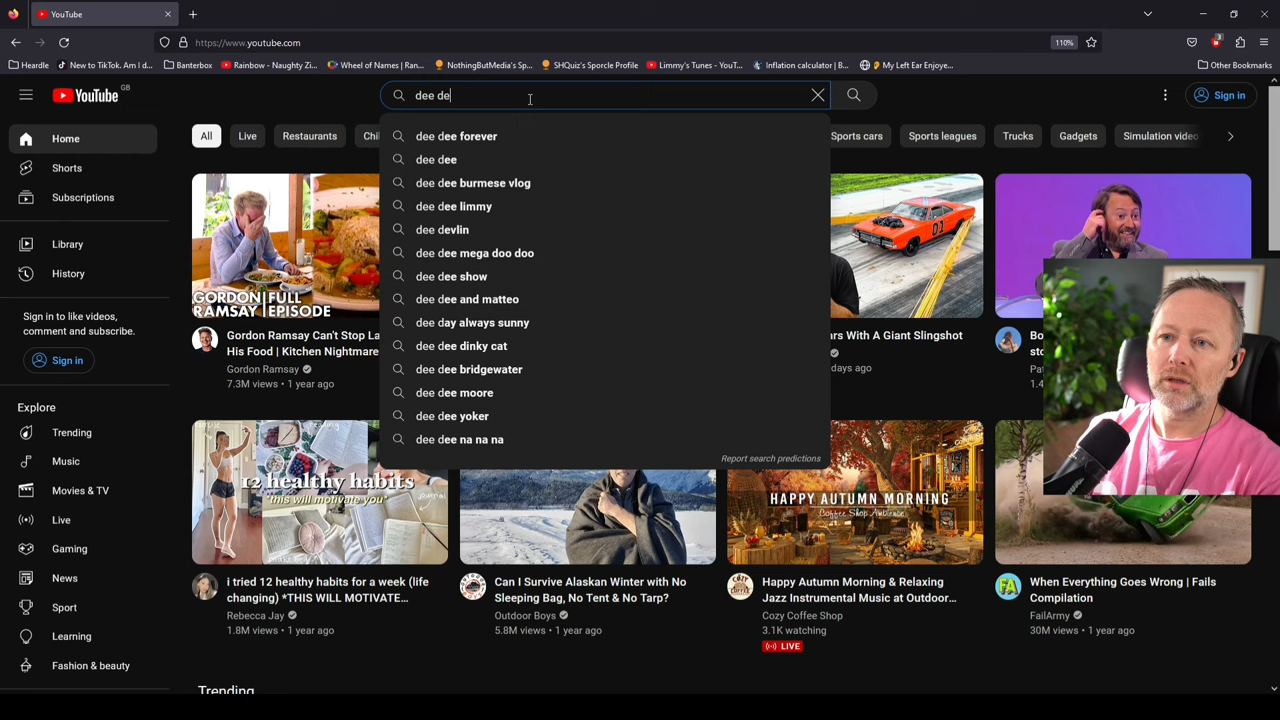 YouTube
https://www.youtube.com
110%
3
Heardle
New to TikTok. Am I d...
Banterbox
Rainbow - Naughty Zi...
Wheel of Names | Ran...
NothingButMedia's Sp...
SHQuiz's Sporcle Profile
Limmy's Tunes - YouT...
Inflation calculator | B...
My Left Ear Enjoye...
Other Bookmarks
YouTube GB
dee de
Sign in
Home
Shorts
Subscriptions
Library
History
Sign in to like videos,
comment and subscribe.
Sign in
Explore
Trending
Music
Movies & TV
Live
Gaming
News
Sport
Learning
Fashion & beauty
All
Live
Restaurants
Chi
Sports cars
Sports leagues
Trucks
Gadgets
Simulation video
dee dee forever
dee dee
dee dee burmese vlog
dee dee limmy
dee devlin
dee dee mega doo doo
dee dee show
dee dee and matteo
dee day always sunny
dee dee dinky cat
dee dee bridgewater
dee dee moore
dee dee yoker
dee dee na na na
Report search predictions
GORDON|FULL
RAMSAY|EPISODE
Gordon Ramsay Can't Stop La
His Food | Kitchen Nightmare
Gordon Ramsay
7.3M views • 1 year ago
01
ars With A Giant Slingshot
days ago
Bo
sto
Pat
1.4
12 healthy habits
*this will motivate you*
i tried 12 healthy habits for a week (life
changing) *THIS WILL MOTIVATE...
Rebecca Jay
1.8M views • 1 year ago
Can I Survive Alaskan Winter with No
Sleeping Bag, No Tent & No Tarp?
Outdoor Boys
5.8M views • 1 year ago
HAPPY AUTUMN MORNING
Coffee Shop Ambience
Happy Autumn Morning & Relaxing
Jazz Instrumental Music at Outdoor...
Cozy Coffee Shop
3.1K watching
LIVE
FA
When Everything Goes Wrong | Fails
Compilation
FailArmy
30M views • 1 year ago
Trending